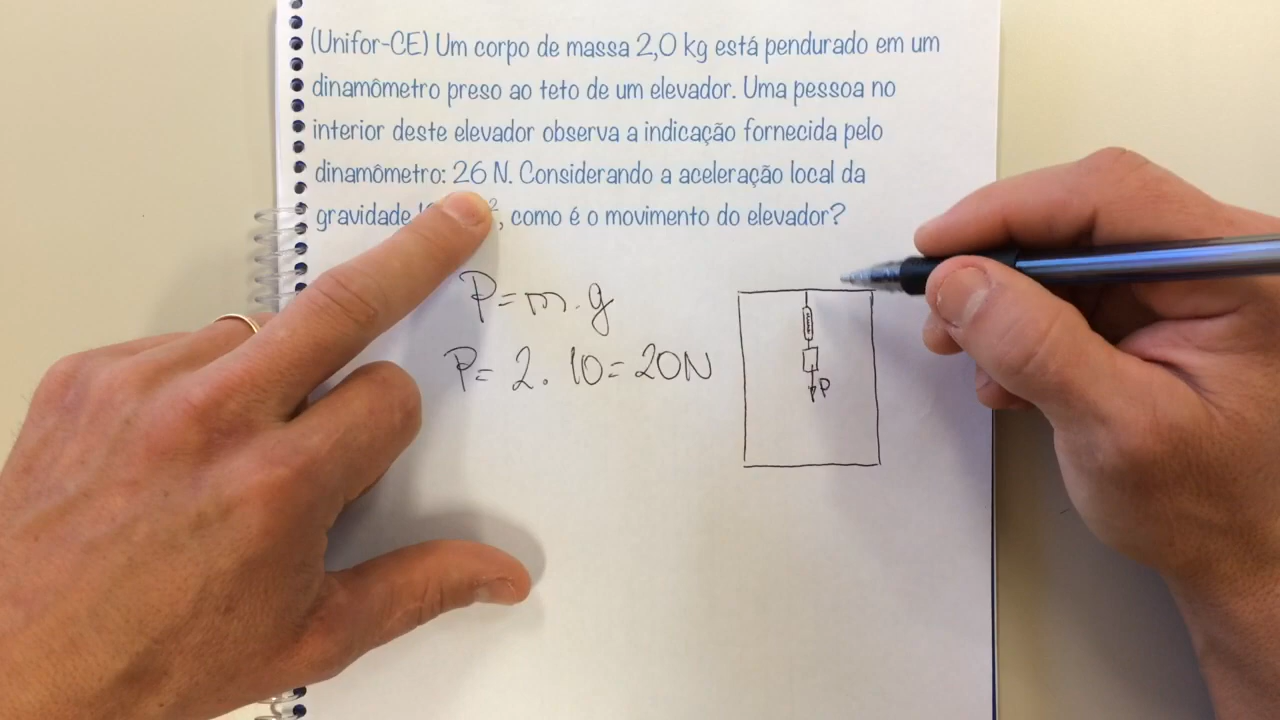 (Unifor-CE) Um corpo de massa 2,0 kg está pendurado em um
dinamômetro preso ao teto de um elevador. Uma pessoa no
interior deste elevador observa a indicação fornecida pelo
dinamômetro: 26 N. Considerando a aceleração local da
gravidade ², como é o movimento do elevador?
P=m.g
P= 2. 10=20N
P